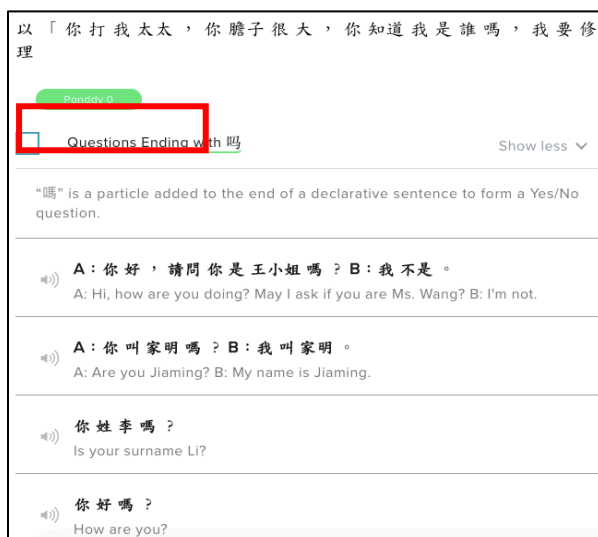 以「你打我太太，你膽子很大，你知道我是誰嗎，我要修
理
Ponddy 0
Questions Ending with 吗
Show less
“嗎” is a particle added to the end of a declarative sentence to form a Yes/No
question.
A：你好，請問你是王小姐嗎？B：我不是。
A: Hi, how are you doing? May I ask if you are Ms. Wang? B: I'm not.
A：你叫家明嗎？B：我叫家明。
A: Are you Jiaming? B: My name is Jiaming.
你姓李嗎？
Is your surname Li?
你好嗎？
How are you?